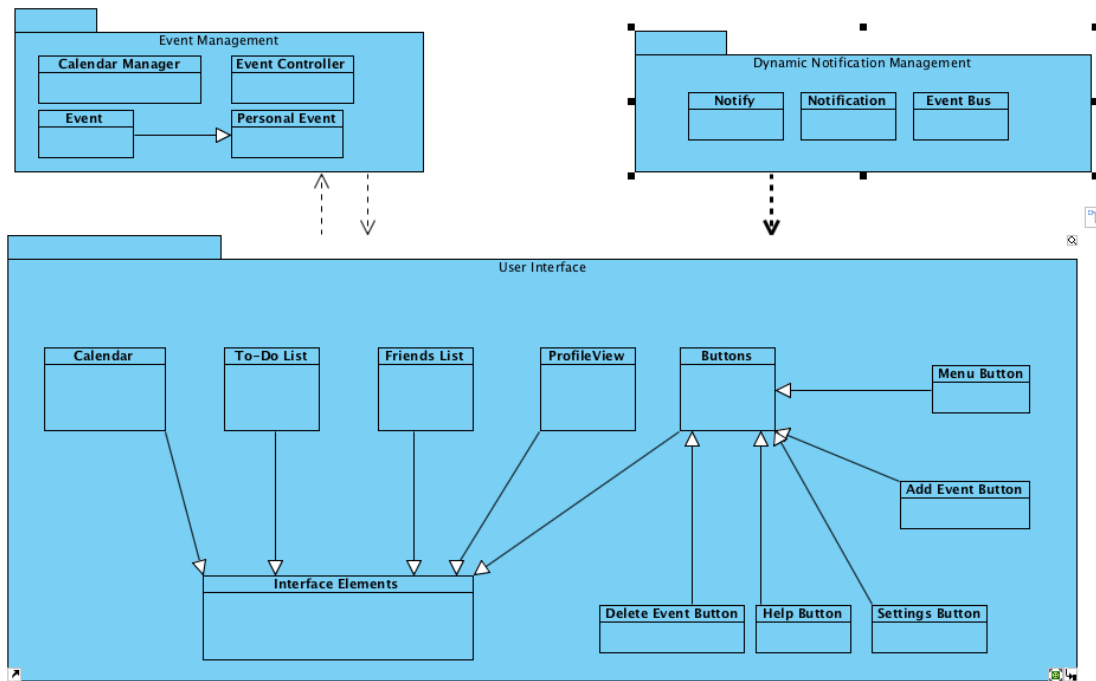 Event Management
Calendar Manager
Event Controller
Event
Personal Event
Dynamic Notification Management
Notify
Notification
Event Bus
User Interface
Calendar
To-Do List
Friends List
ProfileView
Buttons
Menu Button
Add Event Button
Interface Elements
Delete Event Button
Help Button
Settings Button